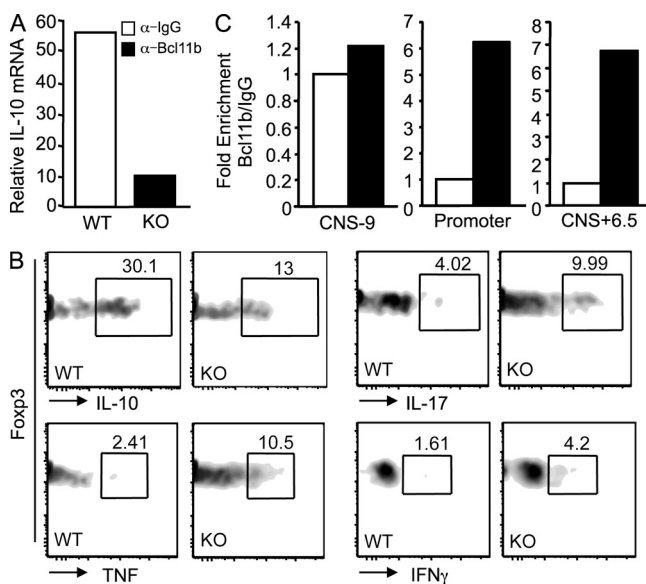 A
Relative IL-10 mRNA
60
50
40
30
20
10
0
WT
KO
α-IgG
α-Bcl11b
C
Fold Enrichment
Bcl11b/IgG
1.4
1.2
1
0.8
0.6
0.4
0.2
0
CNS-9
7
6
5
4
3
2
1
0
Promoter
8
7
6
5
4
3
2
1
0
CNS+6.5
B
Foxp3
30.1
WT
13
KO
IL-10
4.02
WT
9.99
KO
IL-17
2.41
WT
10.5
KO
TNF
1.61
WT
4.2
KO
IFNγ